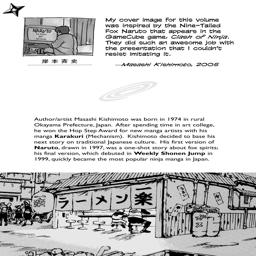 My cover image for this volume
was inspired by the Nine-Tailed
Fox Naruto that appears in the
GameCube game, Clash of Ninja.
They did such an awesome job with
the presentation that I couldn't
resist imitating it.
—Masashi Kishimoto, 2006
岸本斉史
Author/artist Masashi Kishimoto was born in 1974 in rural
Okayama Prefecture, Japan. After spending time in art college,
he won the Hop Step Award for new manga artists with his
manga Karakuri (Mechanism). Kishimoto decided to base his
next story on traditional Japanese culture. His first version of
Naruto, drawn in 1997, was a one-shot story about fox spirits;
his final version, which debuted in Weekly Shonen Jump in
1999, quickly became the most popular ninja manga in Japan.
ラーメン 楽